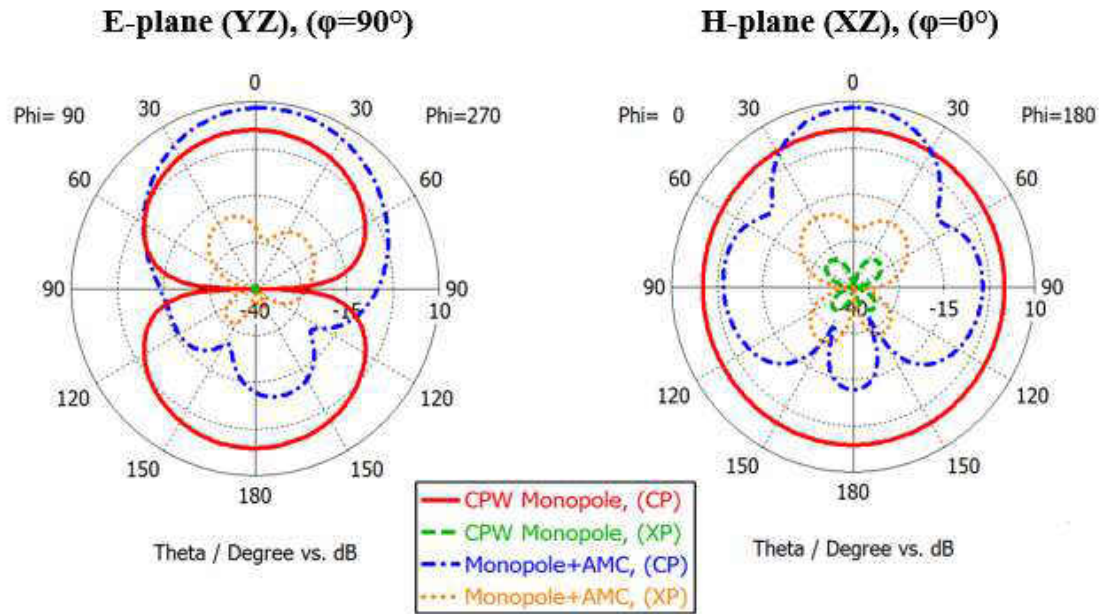 E-plane (YZ), (φ=90°)
H-plane (XZ), (φ=0°)
0
30
30
Phi= 90
Phi=270
60
60
90
90
-40
-15
10
120
120
150
150
180
Theta / Degree vs. dB
0
30
30
Phi= 0
Phi=180
60
60
90
90
-40
-15
10
120
120
150
150
180
Theta / Degree vs. dB
CPW Monopole, (CP)
CPW Monopole, (XP)
Monopole+AMC, (CP)
Monopole+AMC, (XP)